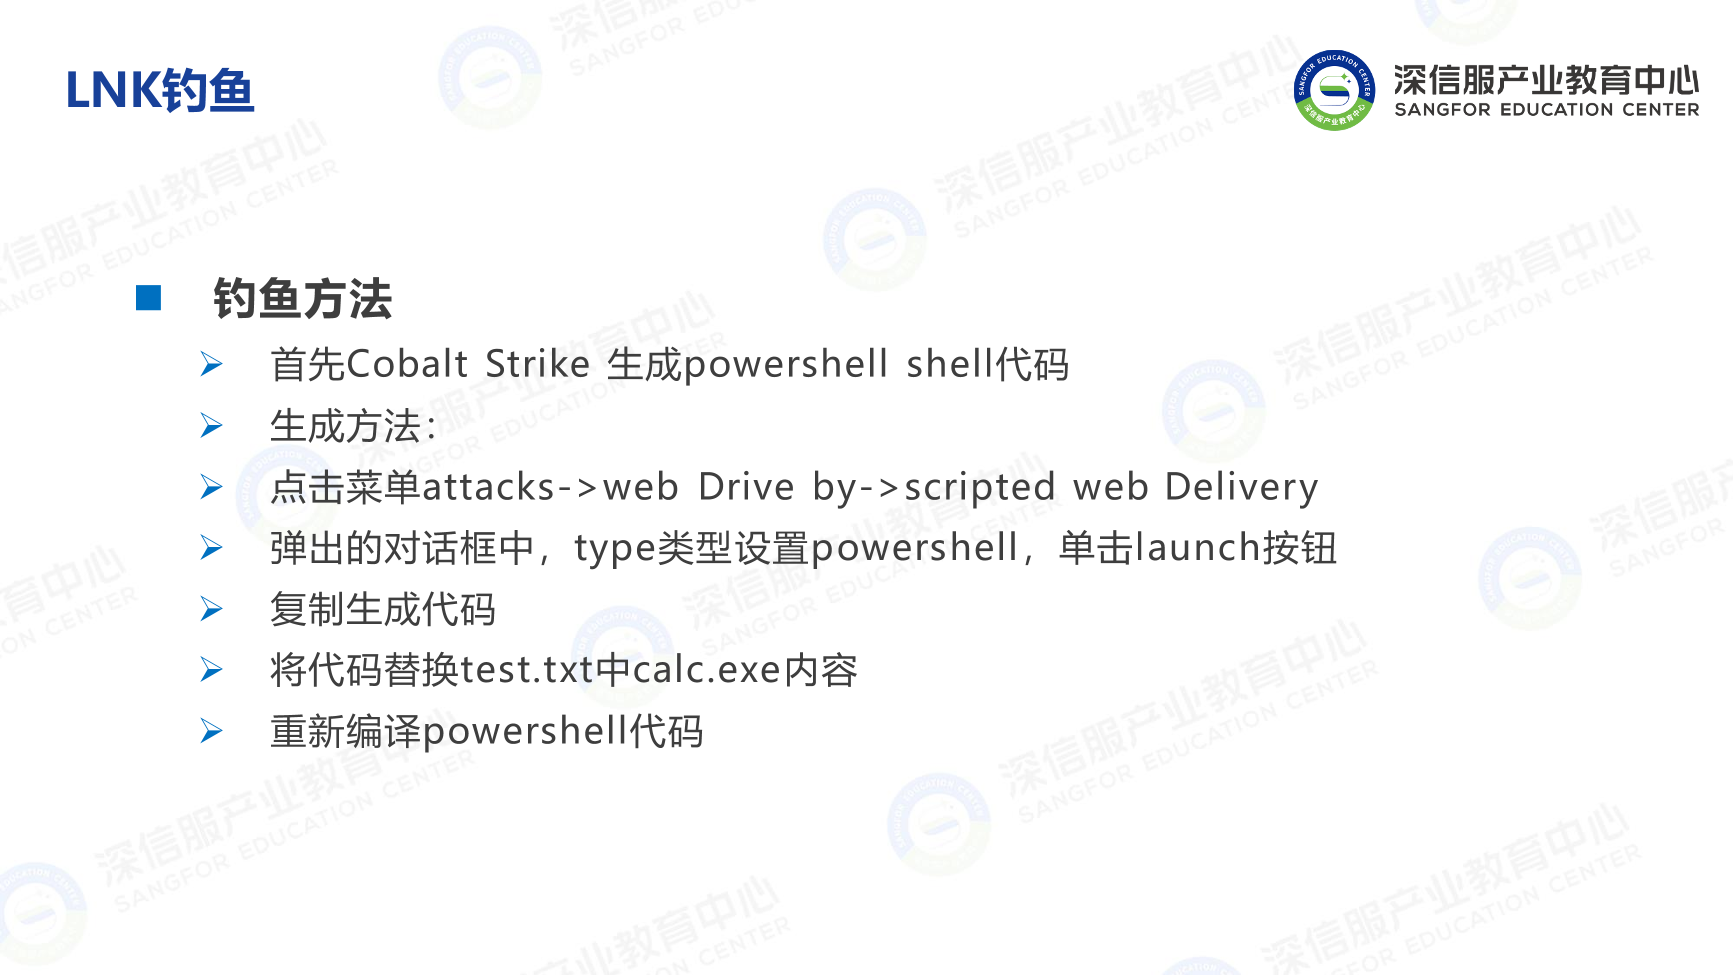 LNK钓鱼
深信服产业教育中心
SANGFOR EDUCATION CENTER
钓鱼方法
首先Cobalt Strike 生成powershell shell代码
生成方法：
点击菜单attacks->web Drive by->scripted web Delivery
弹出的对话框中，type类型设置powershell，单击launch按钮
复制生成代码
将代码替换test.txt中calc.exe内容
重新编译powershell代码